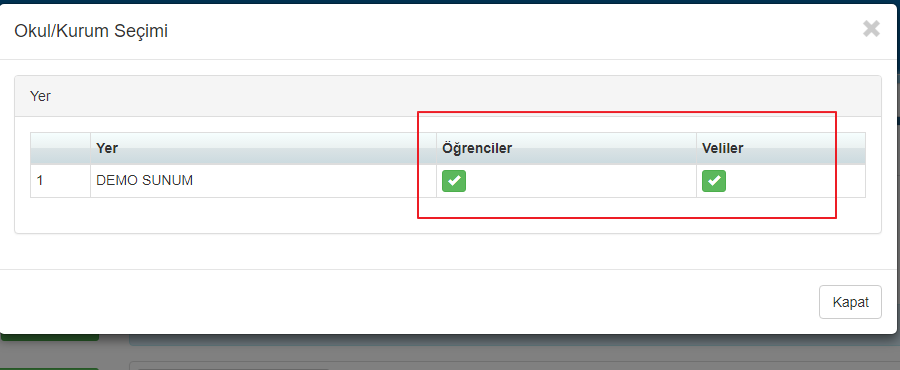 Okul/Kurum Seçimi
Yer
Yer Öğrenciler Veliler
1 DEMO SUNUM
Kapat